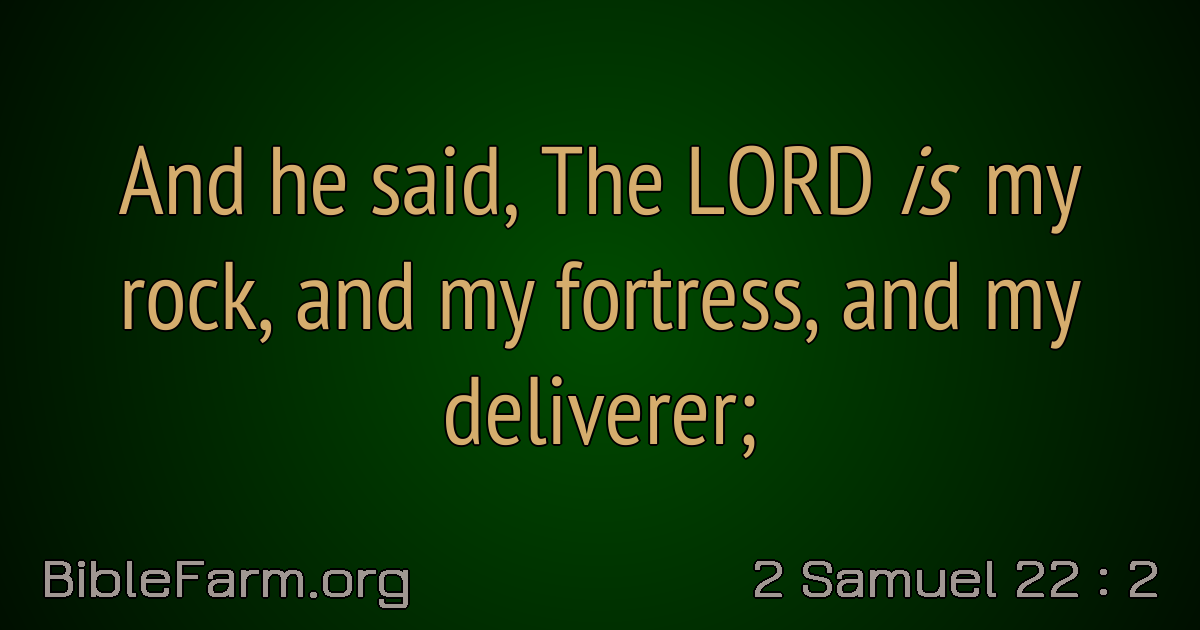 And he said, The LORD is my
rock, and my fortress, and my
deliverer;
BibleFarm.org
2 Samuel 22 : 2